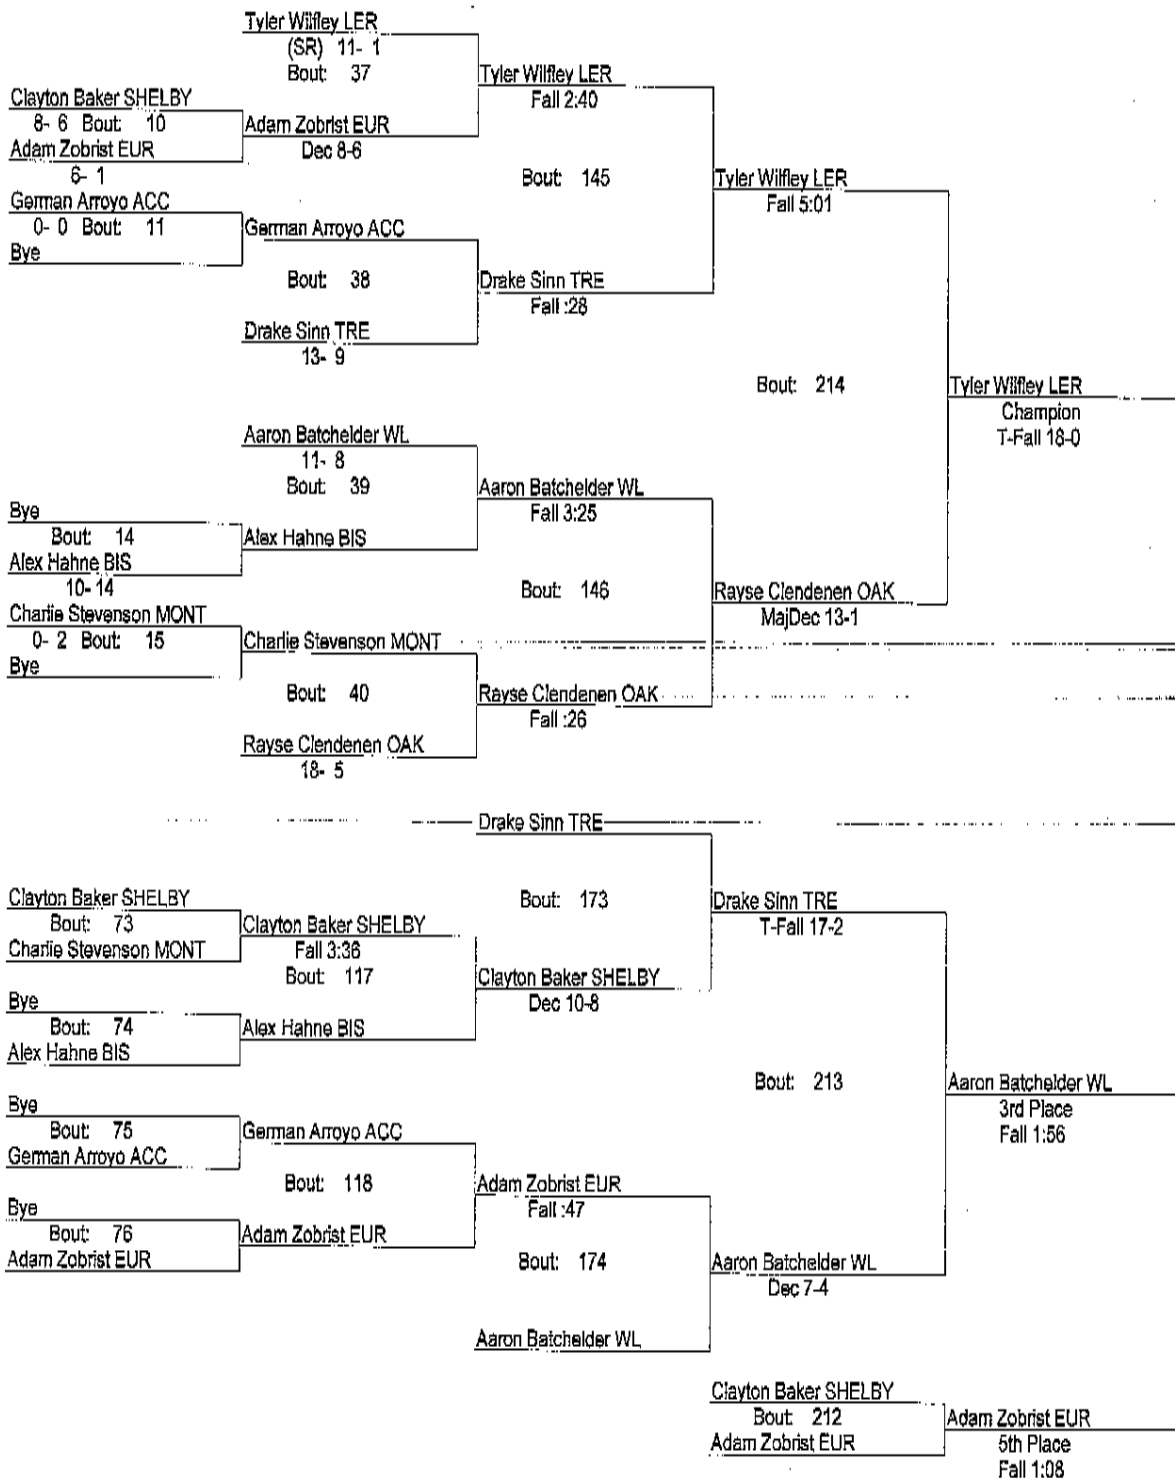 Tyler Wilfley LER
(SR) 11- 1
Bout: 37
Tyler Wilfley LER
Fall 2:40
Clayton Baker SHELBY
8- 6 Bout: 10
Adam Zobrist EUR
Dec 8-6
Adam Zobrist EUR
6- 1
Bout: 145
Tyler Wilfley LER
Fall 5:01
German Arroyo ACC
0- 0 Bout: 11
German Arroyo ACC
Bye
Bout: 38
Drake Sinn TRE
Fall :28
Drake Sinn TRE
13- 9
Bout: 214
Tyler Wilfley LER
Champion
T-Fall 18-0
Aaron Batchelder WL
11- 8
Bout: 39
Aaron Batchelder WL
Fall 3:25
Bye
Bout: 14
Alex Hahne BIS
Alex Hahne BIS
10- 14
Bout: 146
Rayse Clendenen OAK
MajDec 13-1
Charlie Stevenson MONT
0- 2 Bout: 15
Charlie Stevenson MONT
Bye
Bout: 40
Rayse Clendenen OAK
Fall :26
Rayse Clendenen OAK
18- 5
Drake Sinn TRE
Clayton Baker SHELBY
Bout: 73
Clayton Baker SHELBY
Fall 3:36
Charlie Stevenson MONT
Bout: 173
Drake Sinn TRE
T-Fall 17-2
Bout: 117
Clayton Baker SHELBY
Dec 10-8
Bye
Bout: 74
Alex Hahne BIS
Alex Hahne BIS
Bout: 213
Aaron Batchelder WL
3rd Place
Fall 1:56
Bye
Bout: 75
German Arroyo ACC
German Arroyo ACC
Bout: 118
Adam Zobrist EUR
Fall :47
Bye
Bout: 76
Adam Zobrist EUR
Adam Zobrist EUR
Bout: 174
Aaron Batchelder WL
Dec 7-4
Aaron Batchelder WL
Clayton Baker SHELBY
Bout: 212
Adam Zobrist EUR
Adam Zobrist EUR
5th Place
Fall 1:08